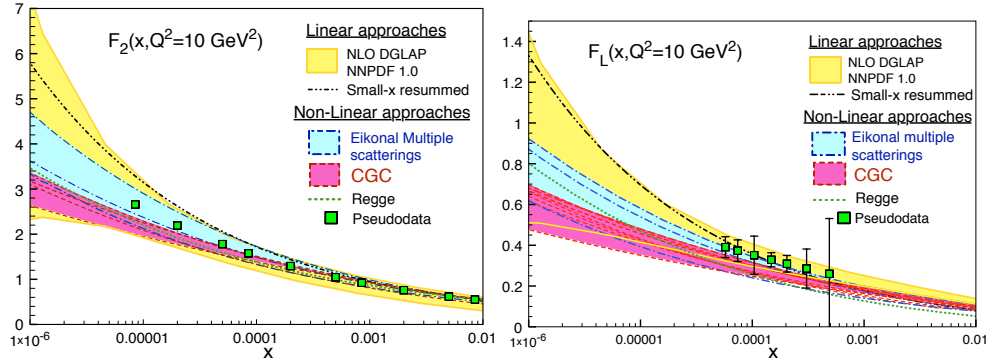 7
6
5
4
3
2
1
0
F₂(x,Q²=10 GeV²)
Linear approaches
NLO DGLAP
NNPDF 1.0
Small-x resummed
Non-Linear approaches
Eikonal Multiple
scatterings
CGC
Regge
Pseudodata
1×10⁻⁶
0.00001
0.0001
0.001
0.01
x
1.4
1.2
1
0.8
0.6
0.4
0.2
0
F_L(x,Q²=10 GeV²)
Linear approaches
NLO DGLAP
NNPDF 1.0
Small-x resummed
Non-Linear approaches
Eikonal multiple
scatterings
CGC
Regge
Pseudodata
1×10⁻⁶
0.00001
0.0001
0.001
0.01
x